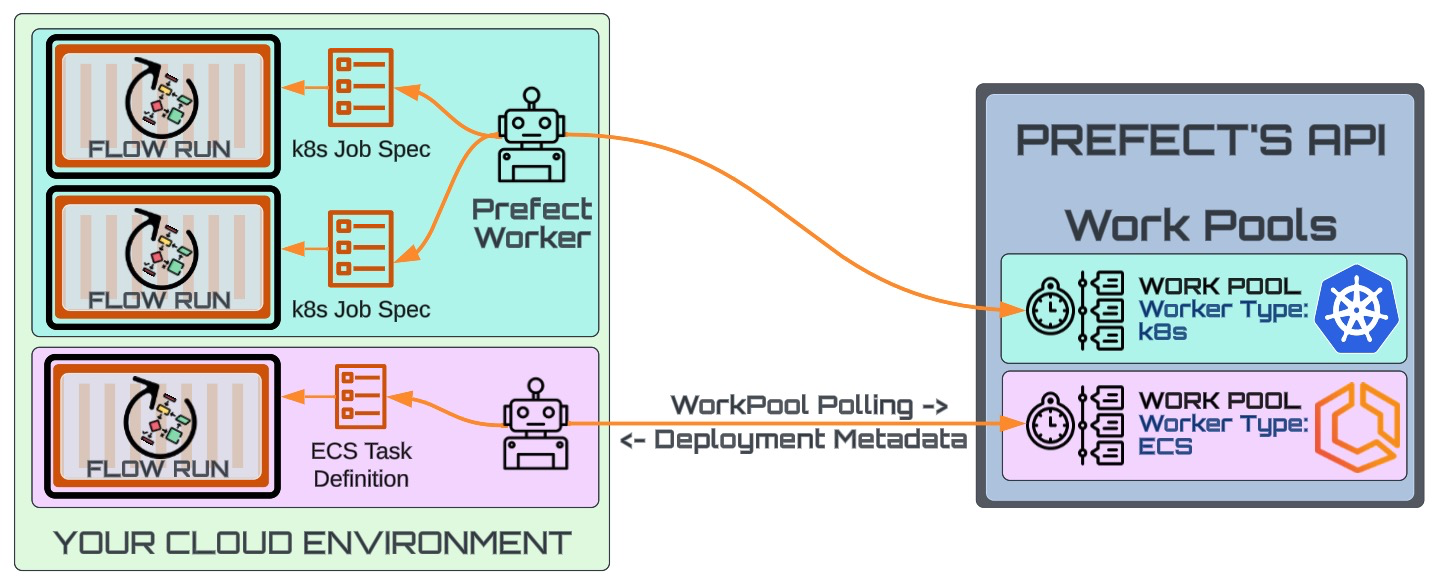 FLOW RUN
k8s Job Spec
FLOW RUN
k8s Job Spec
Prefect
Worker
FLOW RUN
ECS Task
Definition
YOUR CLOUD ENVIRONMENT
WorkPool Polling ->
<- Deployment Metadata
PREFECT'S API
Work Pools
WORK POOL
Worker Type:
k8s
WORK POOL
Worker Type:
ECS